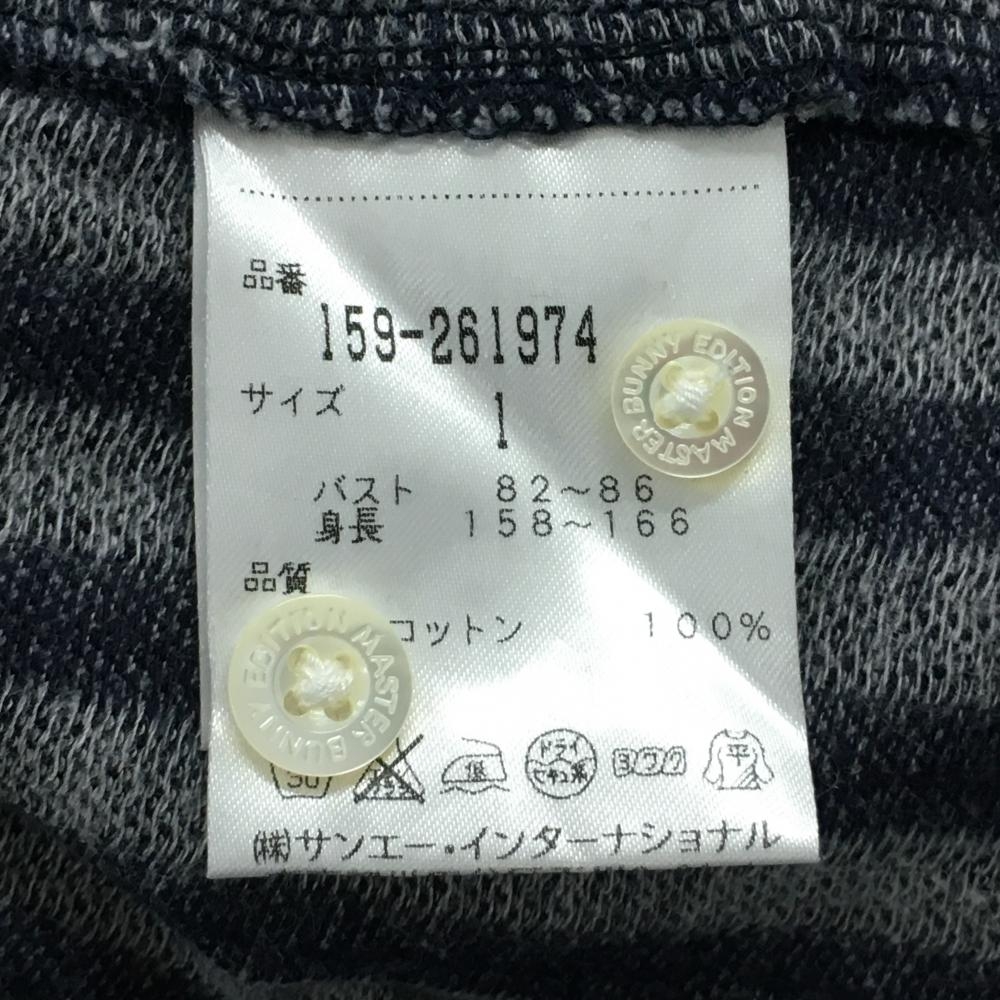 品番
159-261974
サイズ
1
バスト 82～86
身長 158～166
品質
コットン 100%
MASTER BUNNY EDITION
MASTER BUNNY EDITION
30
低
ドライ
セキユ系
ヨワク
平
(株)サンエー・インターナショナル